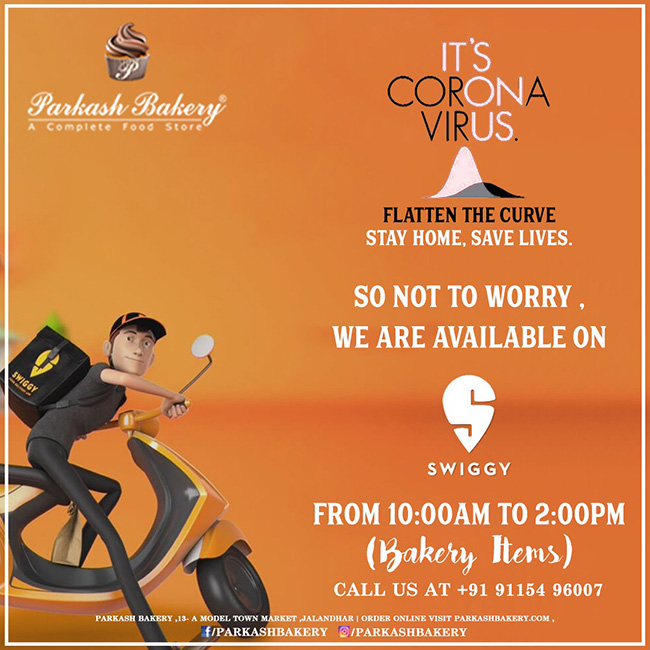 P
Parkash Bakery®
A Complete Food Store
IT'S
CORONA
VIRUS.
FLATTEN THE CURVE
STAY HOME, SAVE LIVES.
SO NOT TO WORRY ,
WE ARE AVAILABLE ON
SWIGGY
SWIGGY
FROM 10:00AM TO 2:00PM
(Bakery Items)
CALL US AT +91 91154 96007
PARKASH BAKERY ,13- A MODEL TOWN MARKET ,JALANDHAR | ORDER ONLINE VISIT PARKASHBAKERY.COM ,
f/PARKASHBAKERY /PARKASHBAKERY